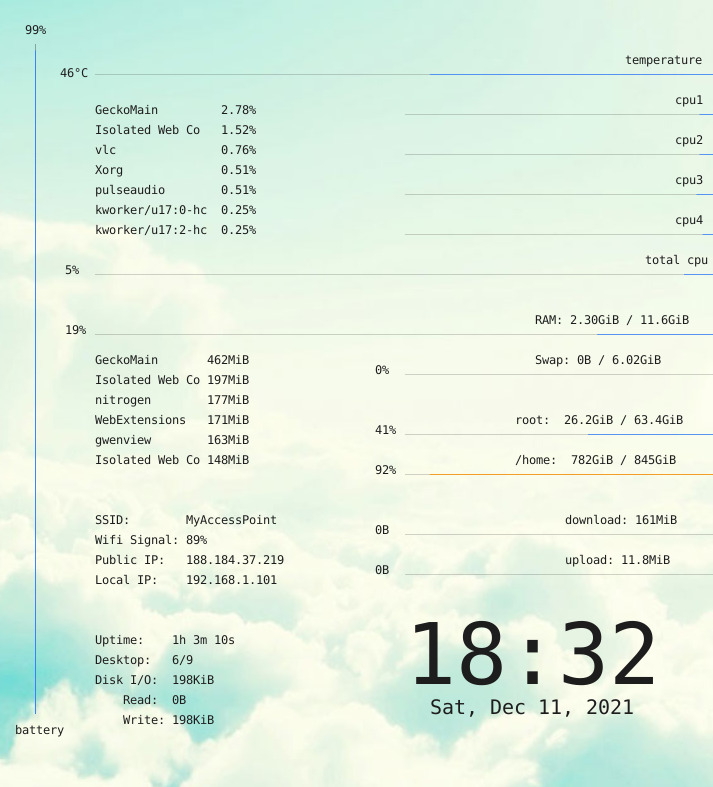 99%
temperature
46°C
cpu1
GeckoMain 2.78%
Isolated Web Co 1.52%
cpu2
vlc 0.76%
Xorg 0.51%
cpu3
pulseaudio 0.51%
kworker/u17:0-hc 0.25%
cpu4
kworker/u17:2-hc 0.25%
total cpu
5%
RAM: 2.30GiB / 11.6GiB
19%
GeckoMain 462MiB
Swap: 0B / 6.02GiB
0%
Isolated Web Co 197MiB
nitrogen 177MiB
WebExtensions 171MiB
root: 26.2GiB / 63.4GiB
41%
gwenview 163MiB
Isolated Web Co 148MiB
/home: 782GiB / 845GiB
92%
SSID: MyAccessPoint
download: 161MiB
0B
Wifi Signal: 89%
Public IP: 188.184.37.219
upload: 11.8MiB
0B
Local IP: 192.168.1.101
Uptime: 1h 3m 10s
Desktop: 6/9
Disk I/O: 198KiB
Read: 0B
Write: 198KiB
18:32
Sat, Dec 11, 2021
battery